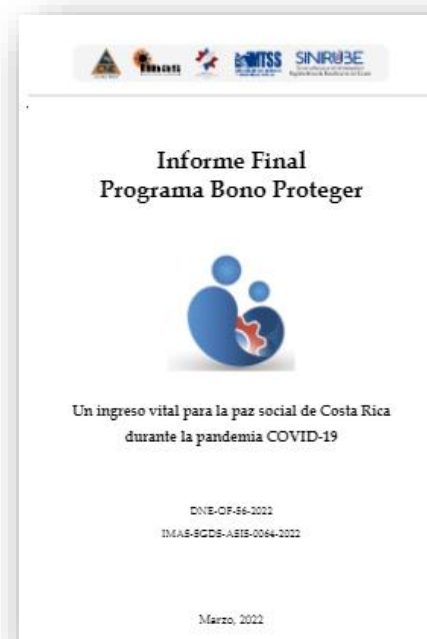 MTSS SINIRUBE
Informe Final
Programa Bono Proteger
Un ingreso vital para la paz social de Costa Rica
durante la pandemia COVID-19
DNE-OF-56-2022
IMAS-SGDS-ASIS-0064-2022
Marzo, 2022